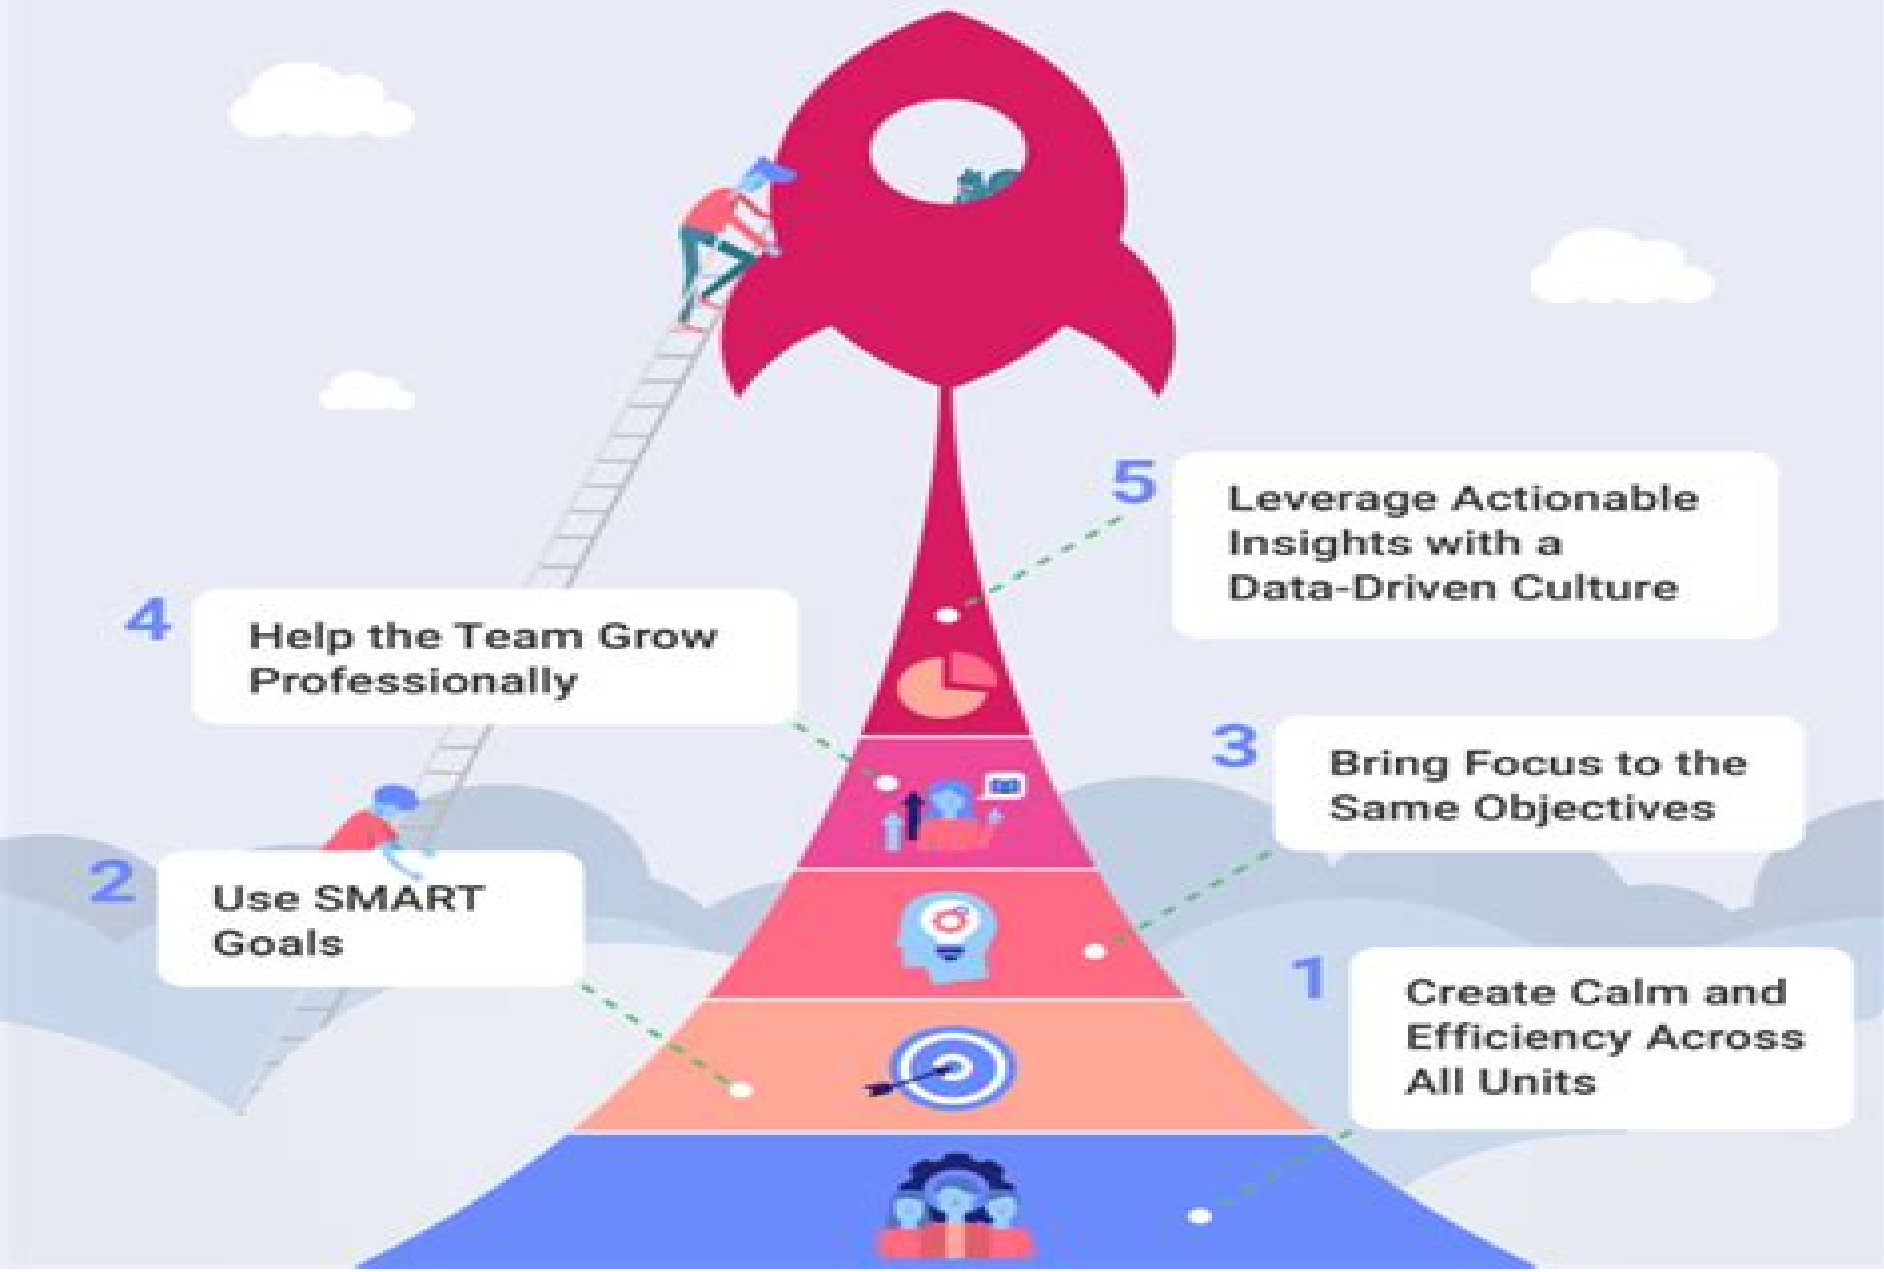 5
Leverage Actionable
Insights with a
Data-Driven Culture
4
Help the Team Grow
Professionally
3
Bring Focus to the
Same Objectives
2
Use SMART
Goals
1
Create Calm and
Efficiency Across
All Units